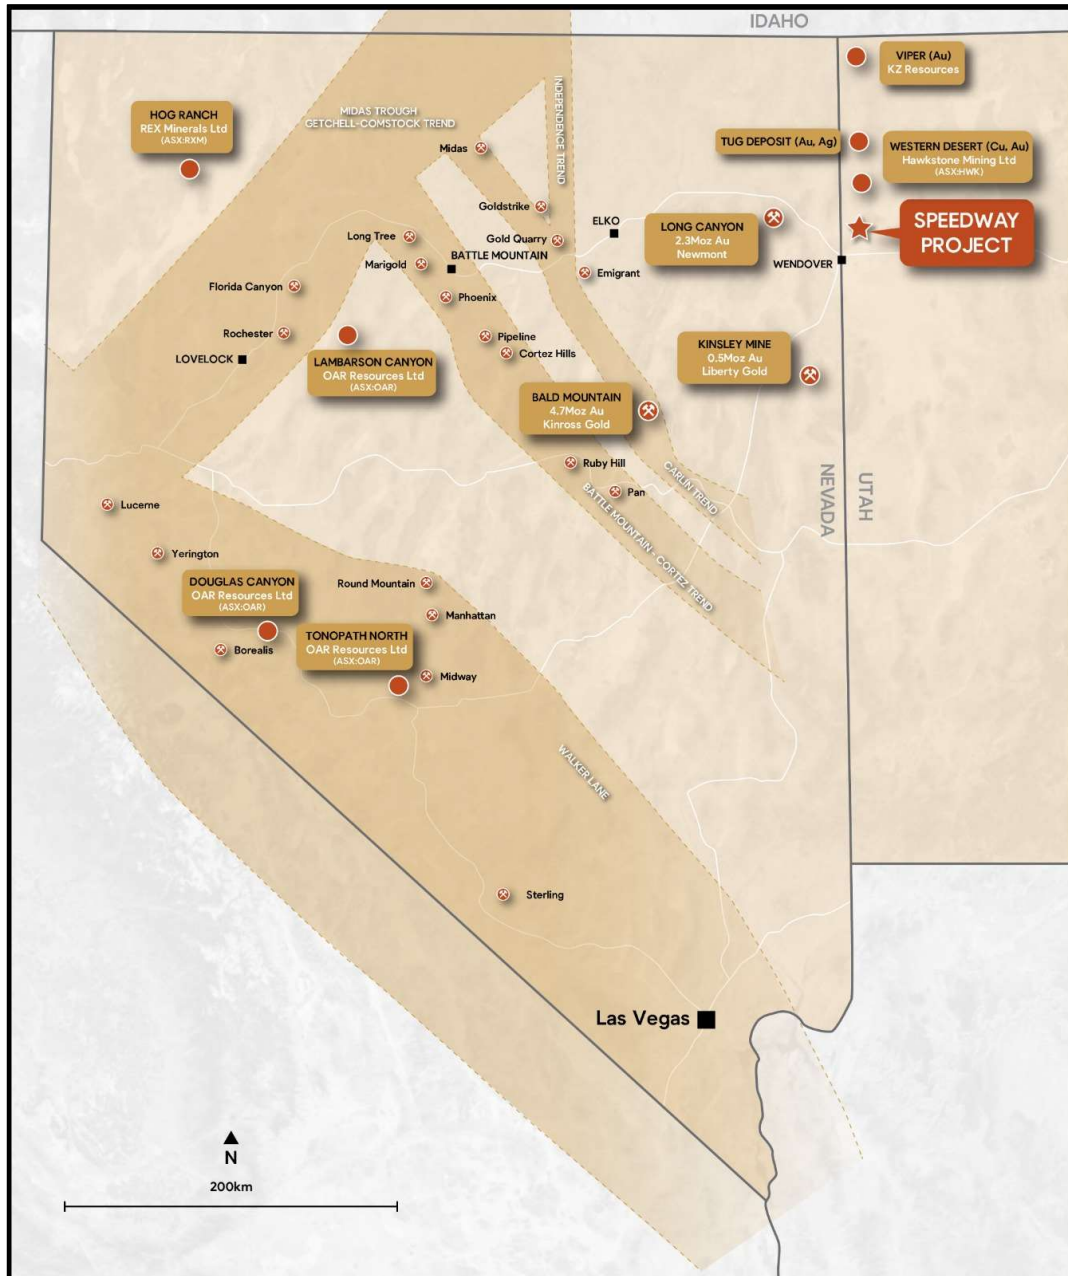 IDAHO
VIPER (Au)
KZ Resources
HOG RANCH
REX Minerals Ltd
(ASX:RXM)
MIDAS TROUGH
GETCHELL-COMSTOCK TREND
INDEPENDENCE TREND
Midas
TUG DEPOSIT (Au, Ag)
WESTERN DESERT (Cu, Au)
Hawkstone Mining Ltd
(ASX:HWK)
Goldstrike
ELKO
LONG CANYON
2.3Moz Au
Newmont
SPEEDWAY
PROJECT
Long Tree
Gold Quarry
BATTLE MOUNTAIN
Marigold
Emigrant
WENDOVER
Florida Canyon
Phoenix
Rochester
Pipeline
Cortez Hills
LOVELOCK
LAMBARSON CANYON
OAR Resources Ltd
(ASX:OAR)
KINSLEY MINE
0.5Moz Au
Liberty Gold
BALD MOUNTAIN
4.7Moz Au
Kinross Gold
Ruby Hill
CARLIN TREND
Pan
BATTLE MOUNTAIN - CORTEZ TREND
NEVADA
UTAH
Lucerne
Yerington
DOUGLAS CANYON
OAR Resources Ltd
(ASX:OAR)
Round Mountain
Manhattan
TONOPATH NORTH
OAR Resources Ltd
(ASX:OAR)
Borealis
Midway
WALKER LANE
Sterling
Las Vegas
N
200km